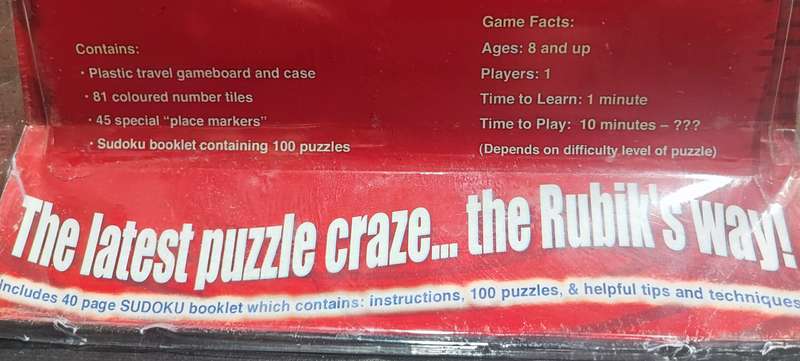 Contains:
· Plastic travel gameboard and case
· 81 coloured number tiles
· 45 special "place markers"
· Sudoku booklet containing 100 puzzles
Game Facts:
Ages: 8 and up
Players: 1
Time to Learn: 1 minute
Time to Play: 10 minutes – ???
(Depends on difficulty level of puzzle)
The latest puzzle craze... the Rubik's way!
Includes 40 page SUDOKU booklet which contains: instructions, 100 puzzles, & helpful tips and techniques